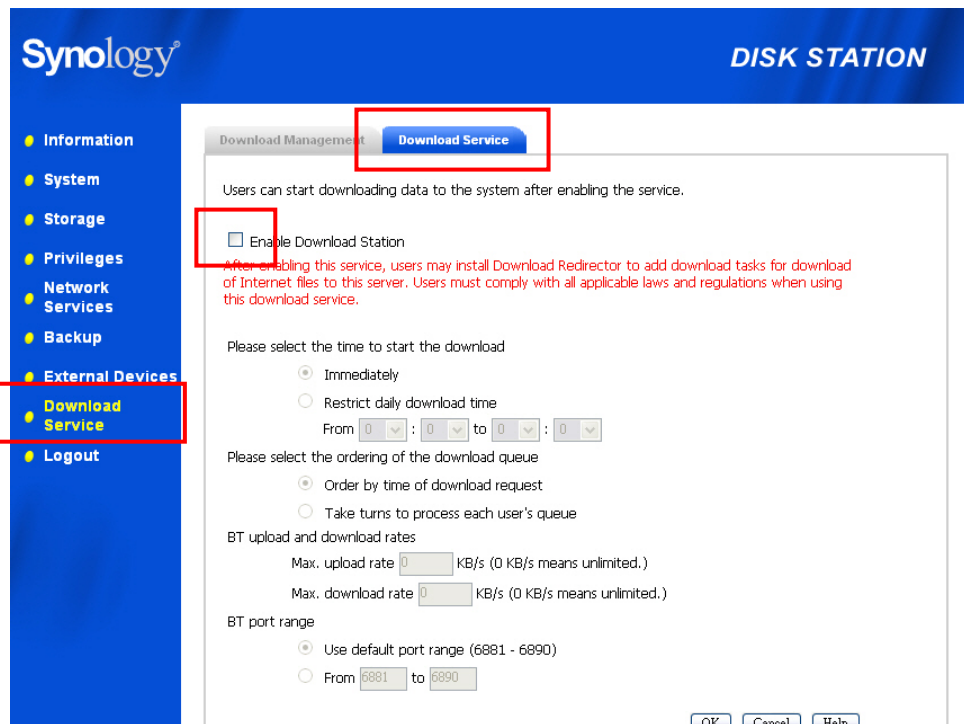 Synology
DISK STATION
Information
System
Storage
Privileges
Network
Services
Backup
External Devices
Download
Service
Logout
Download Management Download Service
Users can start downloading data to the system after enabling the service.
Enable Download Station
After enabling this service, users may install Download Redirector to add download tasks for download
of Internet files to this server. Users must comply with all applicable laws and regulations when using
this download service.
Please select the time to start the download
Immediately
Restrict daily download time
From 0 : 0 to 0 : 0
Please select the ordering of the download queue
Order by time of download request
Take turns to process each user's queue
BT upload and download rates
Max. upload rate 0 KB/s (0 KB/s means unlimited.)
Max. download rate 0 KB/s (0 KB/s means unlimited.)
BT port range
Use default port range (6881 - 6890)
From 6881 to 6890
OK Cancel Help